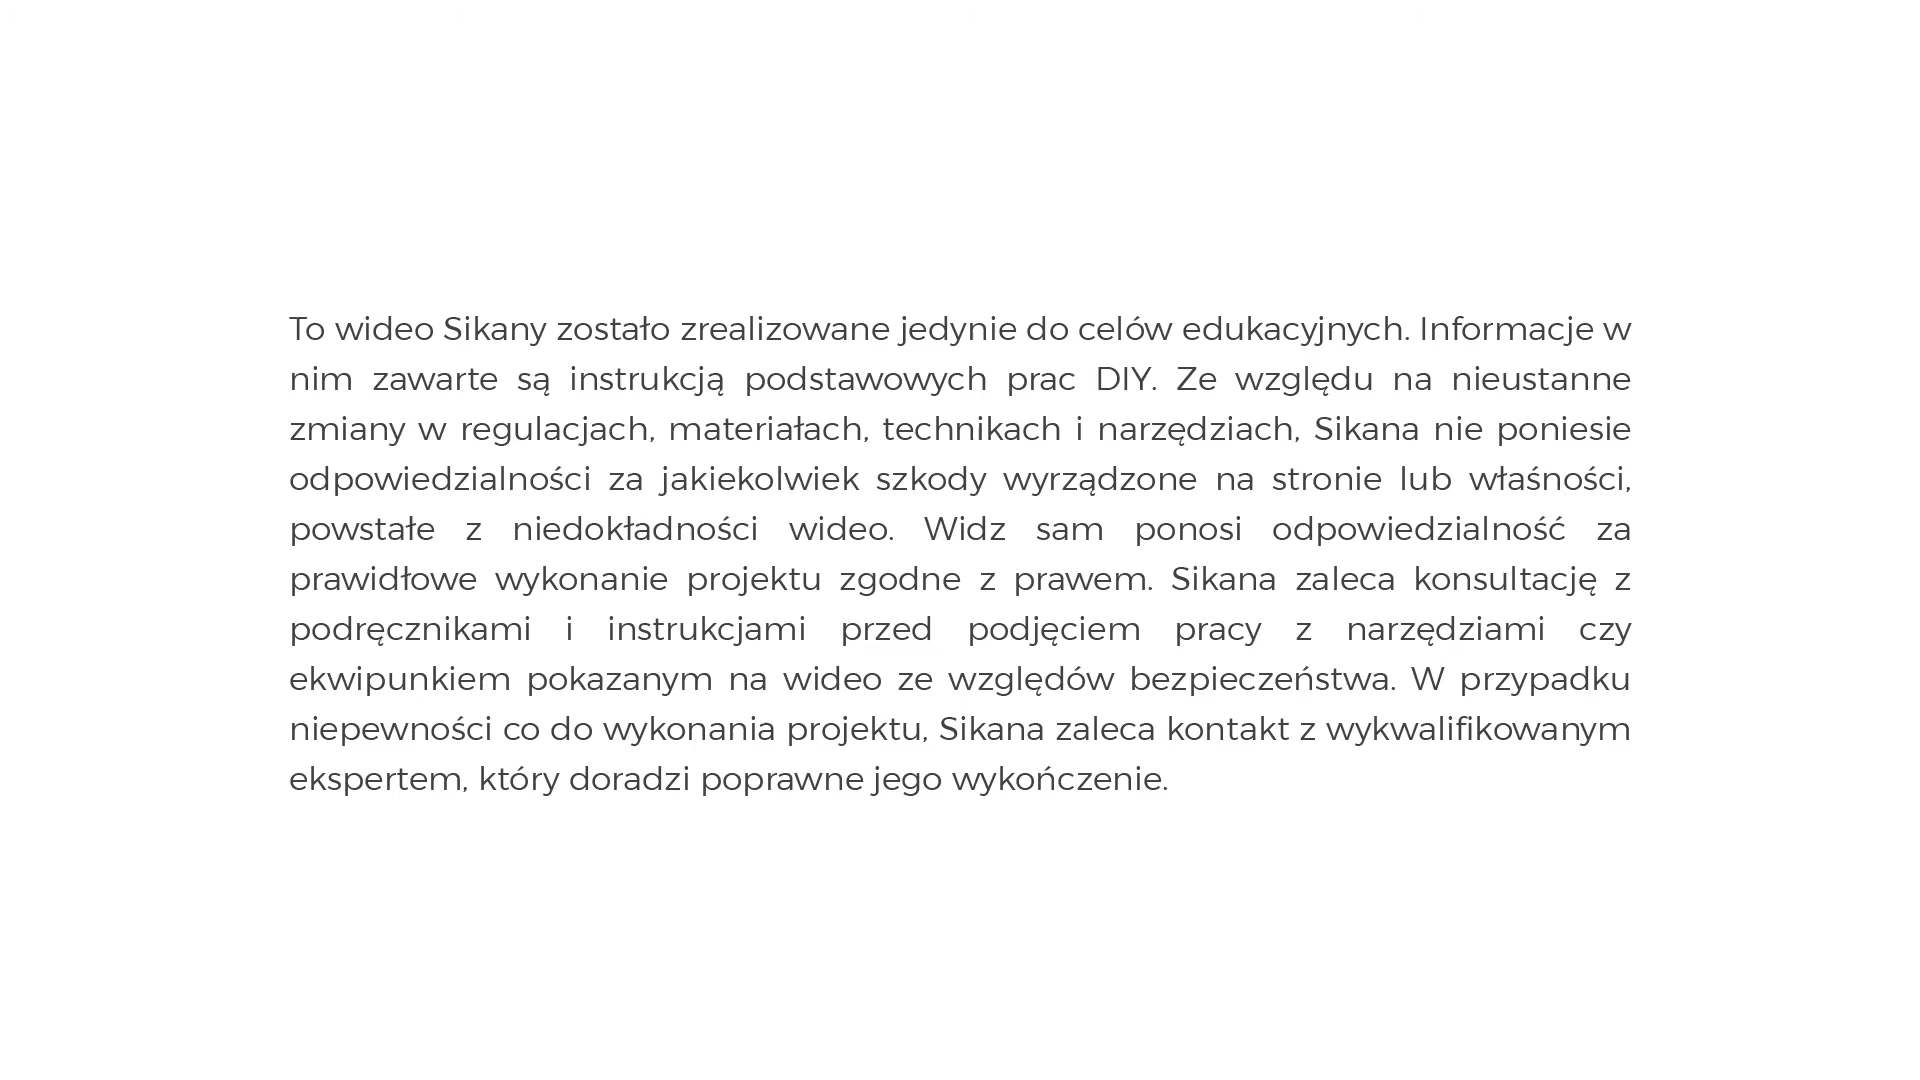 To wideo Sikany zostało zrealizowane jedynie do celów edukacyjnych. Informacje w
nim zawarte są instrukcją podstawowych prac DIY. Ze względu na nieustanne
zmiany w regulacjach, materiałach, technikach i narzędziach, Sikana nie poniesie
odpowiedzialności za jakiekolwiek szkody wyrządzone na stronie lub właśności,
powstałe z niedokładności wideo. Widz sam ponosi odpowiedzialność za
prawidłowe wykonanie projektu zgodne z prawem. Sikana zaleca konsultację z
podręcznikami i instrukcjami przed podjęciem pracy z narzędziami czy
ekwipunkiem pokazanym na wideo ze względów bezpieczeństwa. W przypadku
niepewności co do wykonania projektu, Sikana zaleca kontakt z wykwalifikowanym
ekspertem, który doradzi poprawne jego wykończenie.